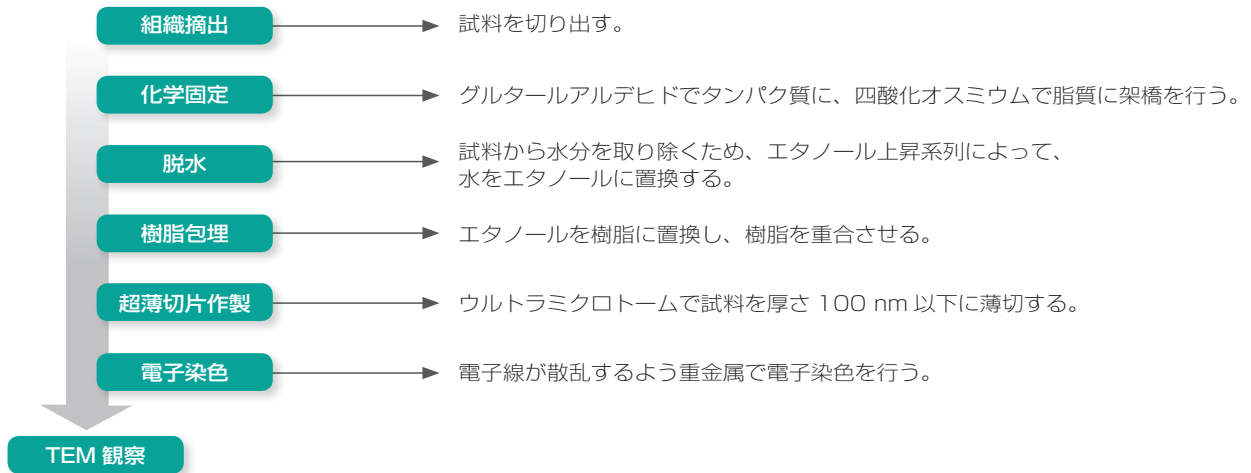 組織摘出
試料を切り出す。
化学固定
グルタールアルデヒドでタンパク質に、四酸化オスミウムで脂質に架橋を行う。
脱水
試料から水分を取り除くため、エタノール上昇系列によって、
水をエタノールに置換する。
樹脂包埋
エタノールを樹脂に置換し、樹脂を重合させる。
超薄切片作製
ウルトラミクロトームで試料を厚さ 100 nm 以下に薄切する。
電子染色
電子線が散乱するよう重金属で電子染色を行う。
TEM 観察